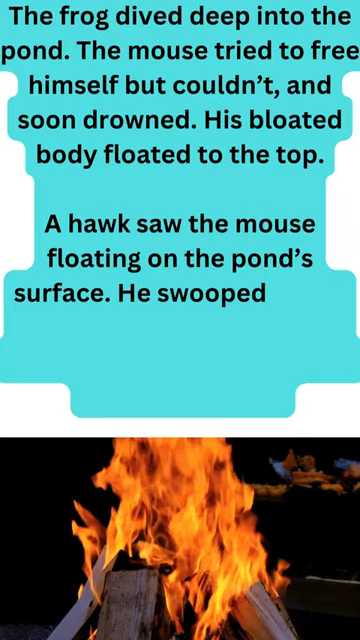 The frog dived deep into the
pond. The mouse tried to free
himself but couldn’t, and
soon drowned. His bloated
body floated to the top.
A hawk saw the mouse
floating on the pond’s
surface. He swooped